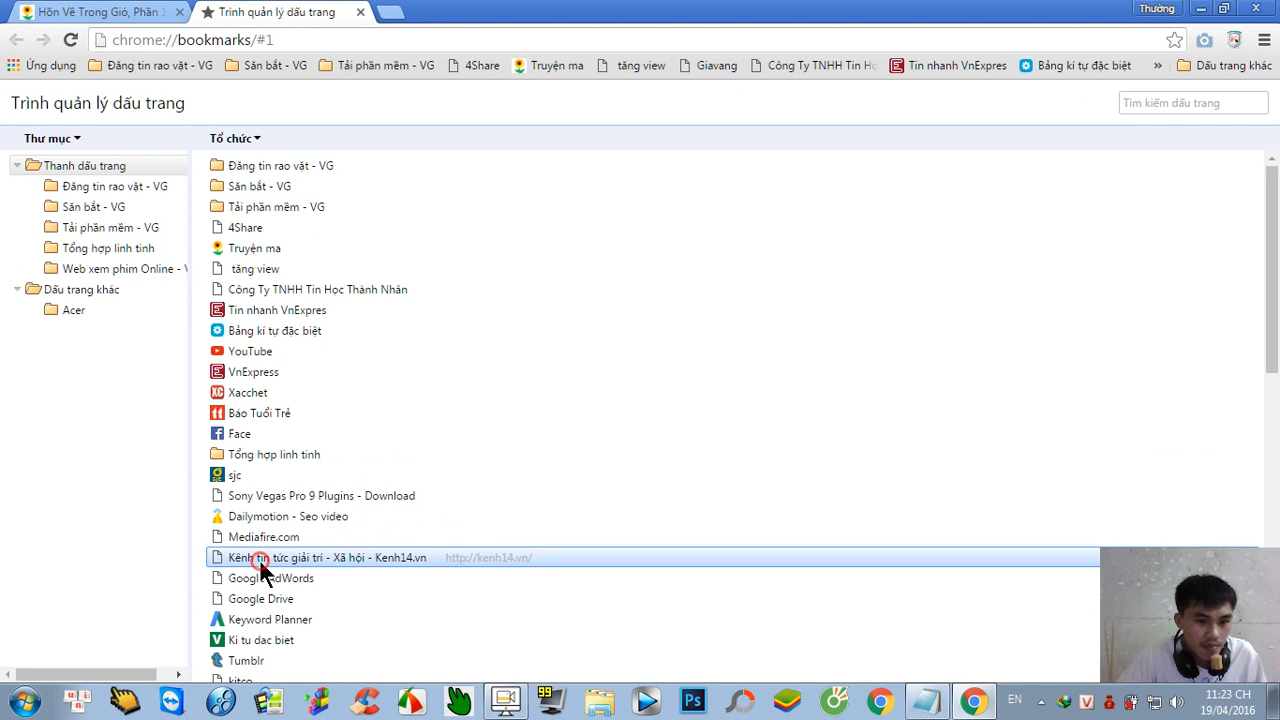 Hồn Về Trong Gió, Phần 1
Trình quản lý dấu trang
Thường
chrome://bookmarks/#1
Ứng dụng
Đăng tin rao vặt - VG
Săn bắt - VG
Tải phần mềm - VG
4Share
Truyện ma
tăng view
Giavang
Công Ty TNHH Tin H
Tin nhanh VnExpres
Bảng kí tự đặc biệt
»
Dấu trang khác
Trình quản lý dấu trang
Tìm kiếm dấu trang
Thư mục
Tổ chức
Thanh dấu trang
Đăng tin rao vặt - VG
Săn bắt - VG
Tải phần mềm - VG
Tổng hợp linh tinh
Web xem phim Online - V
Dấu trang khác
Acer
Đăng tin rao vặt - VG
Săn bắt - VG
Tải phần mềm - VG
4Share
Truyện ma
tăng view
Công Ty TNHH Tin Học Thành Nhân
Tin nhanh VnExpres
Bảng kí tự đặc biệt
YouTube
VnExpress
Xacchet
Báo Tuổi Trẻ
Face
Tổng hợp linh tinh
sjc
Sony Vegas Pro 9 Plugins - Download
Dailymotion - Seo video
Mediafire.com
Kênh tin tức giải trí - Xã hội - Kenh14.vn http://kenh14.vn/
Google AdWords
Google Drive
Keyword Planner
Ki tu dac biet
Tumblr
kitco
99
Ps
EN
V
11:23 CH
19/04/2016